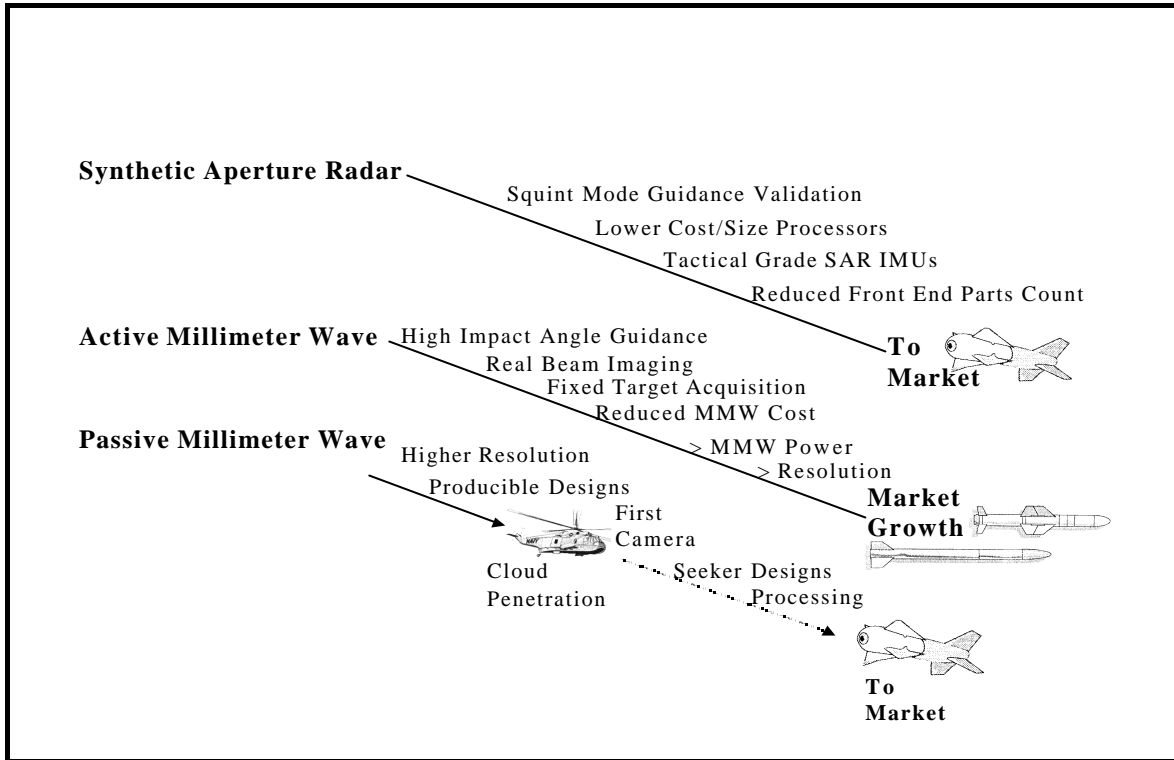 Synthetic Aperture Radar
Squint Mode Guidance Validation
Lower Cost/Size Processors
Tactical Grade SAR IMUs
Reduced Front End Parts Count
To
Market
Active Millimeter Wave
High Impact Angle Guidance
Real Beam Imaging
Fixed Target Acquisition
Reduced MMW Cost
> MMW Power
> Resolution
Market
Growth
Passive Millimeter Wave
Higher Resolution
Producible Designs
First
Camera
NAVY
Cloud
Penetration
Seeker Designs
Processing
To
Market